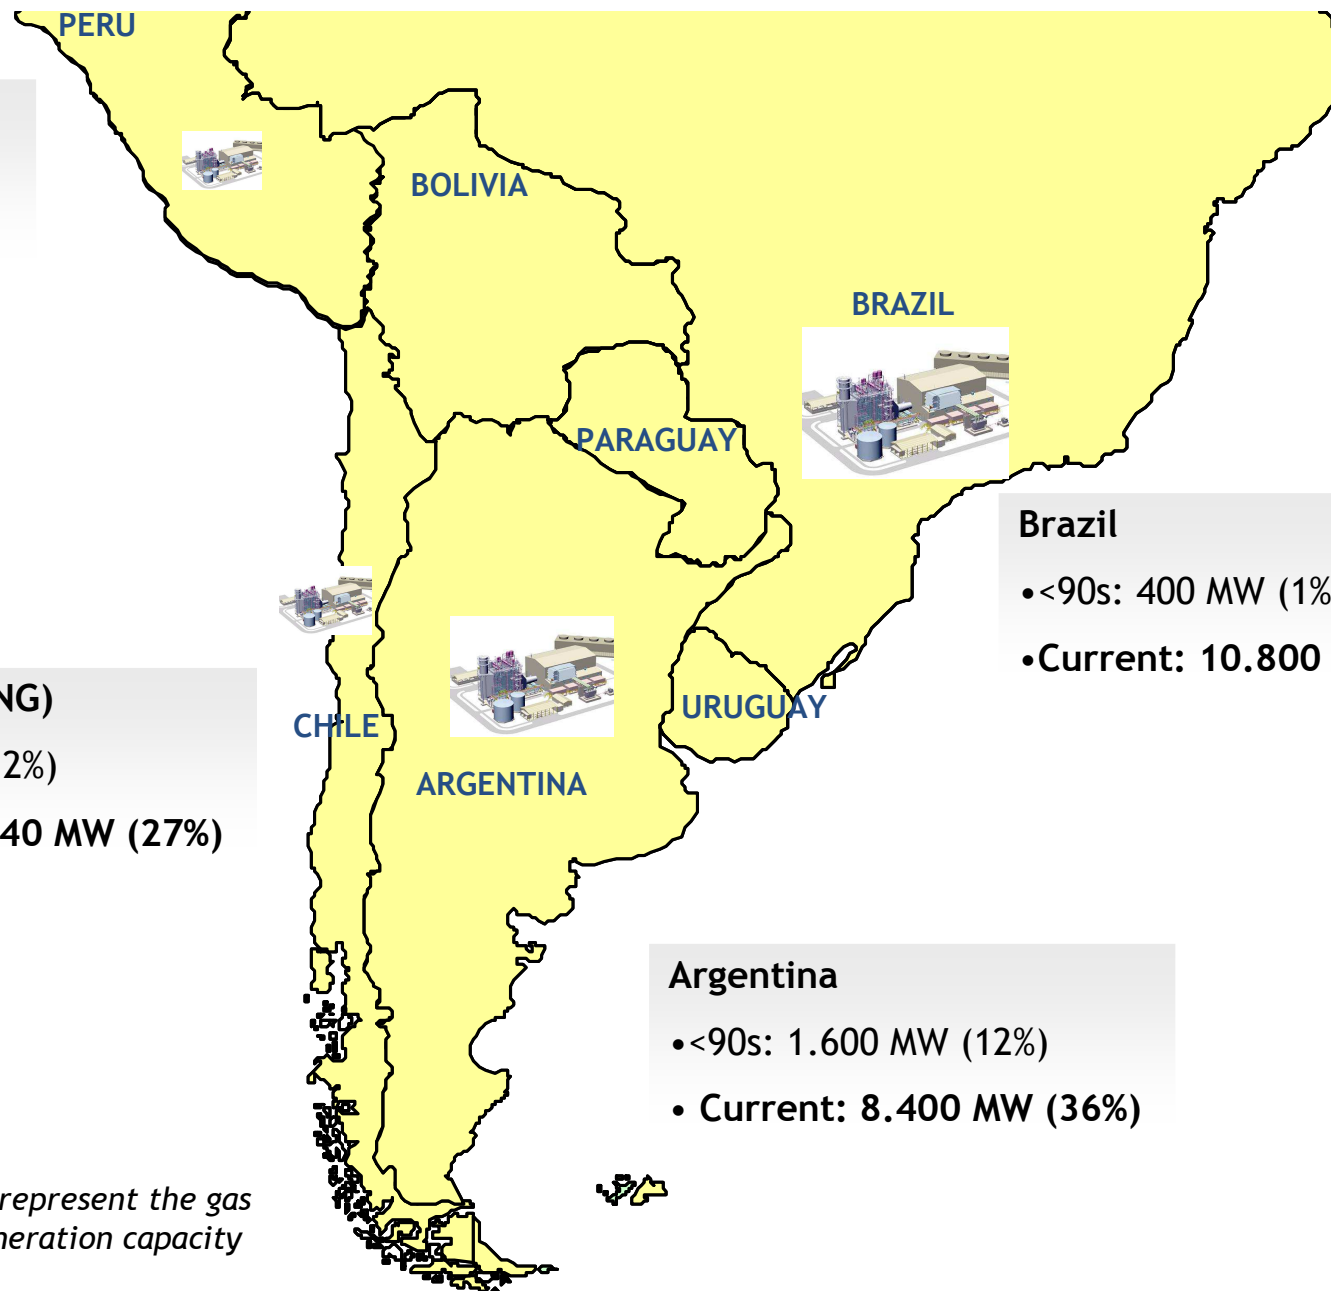 PERU
BOLIVIA
BRAZIL
PARAGUAY
Brazil
•<90s: 400 MW (1%
•Current: 10.800
NG)
2%)
40 MW (27%)
CHILE
URUGUAY
ARGENTINA
Argentina
•<90s: 1.600 MW (12%)
• Current: 8.400 MW (36%)
represent the gas
neration capacity